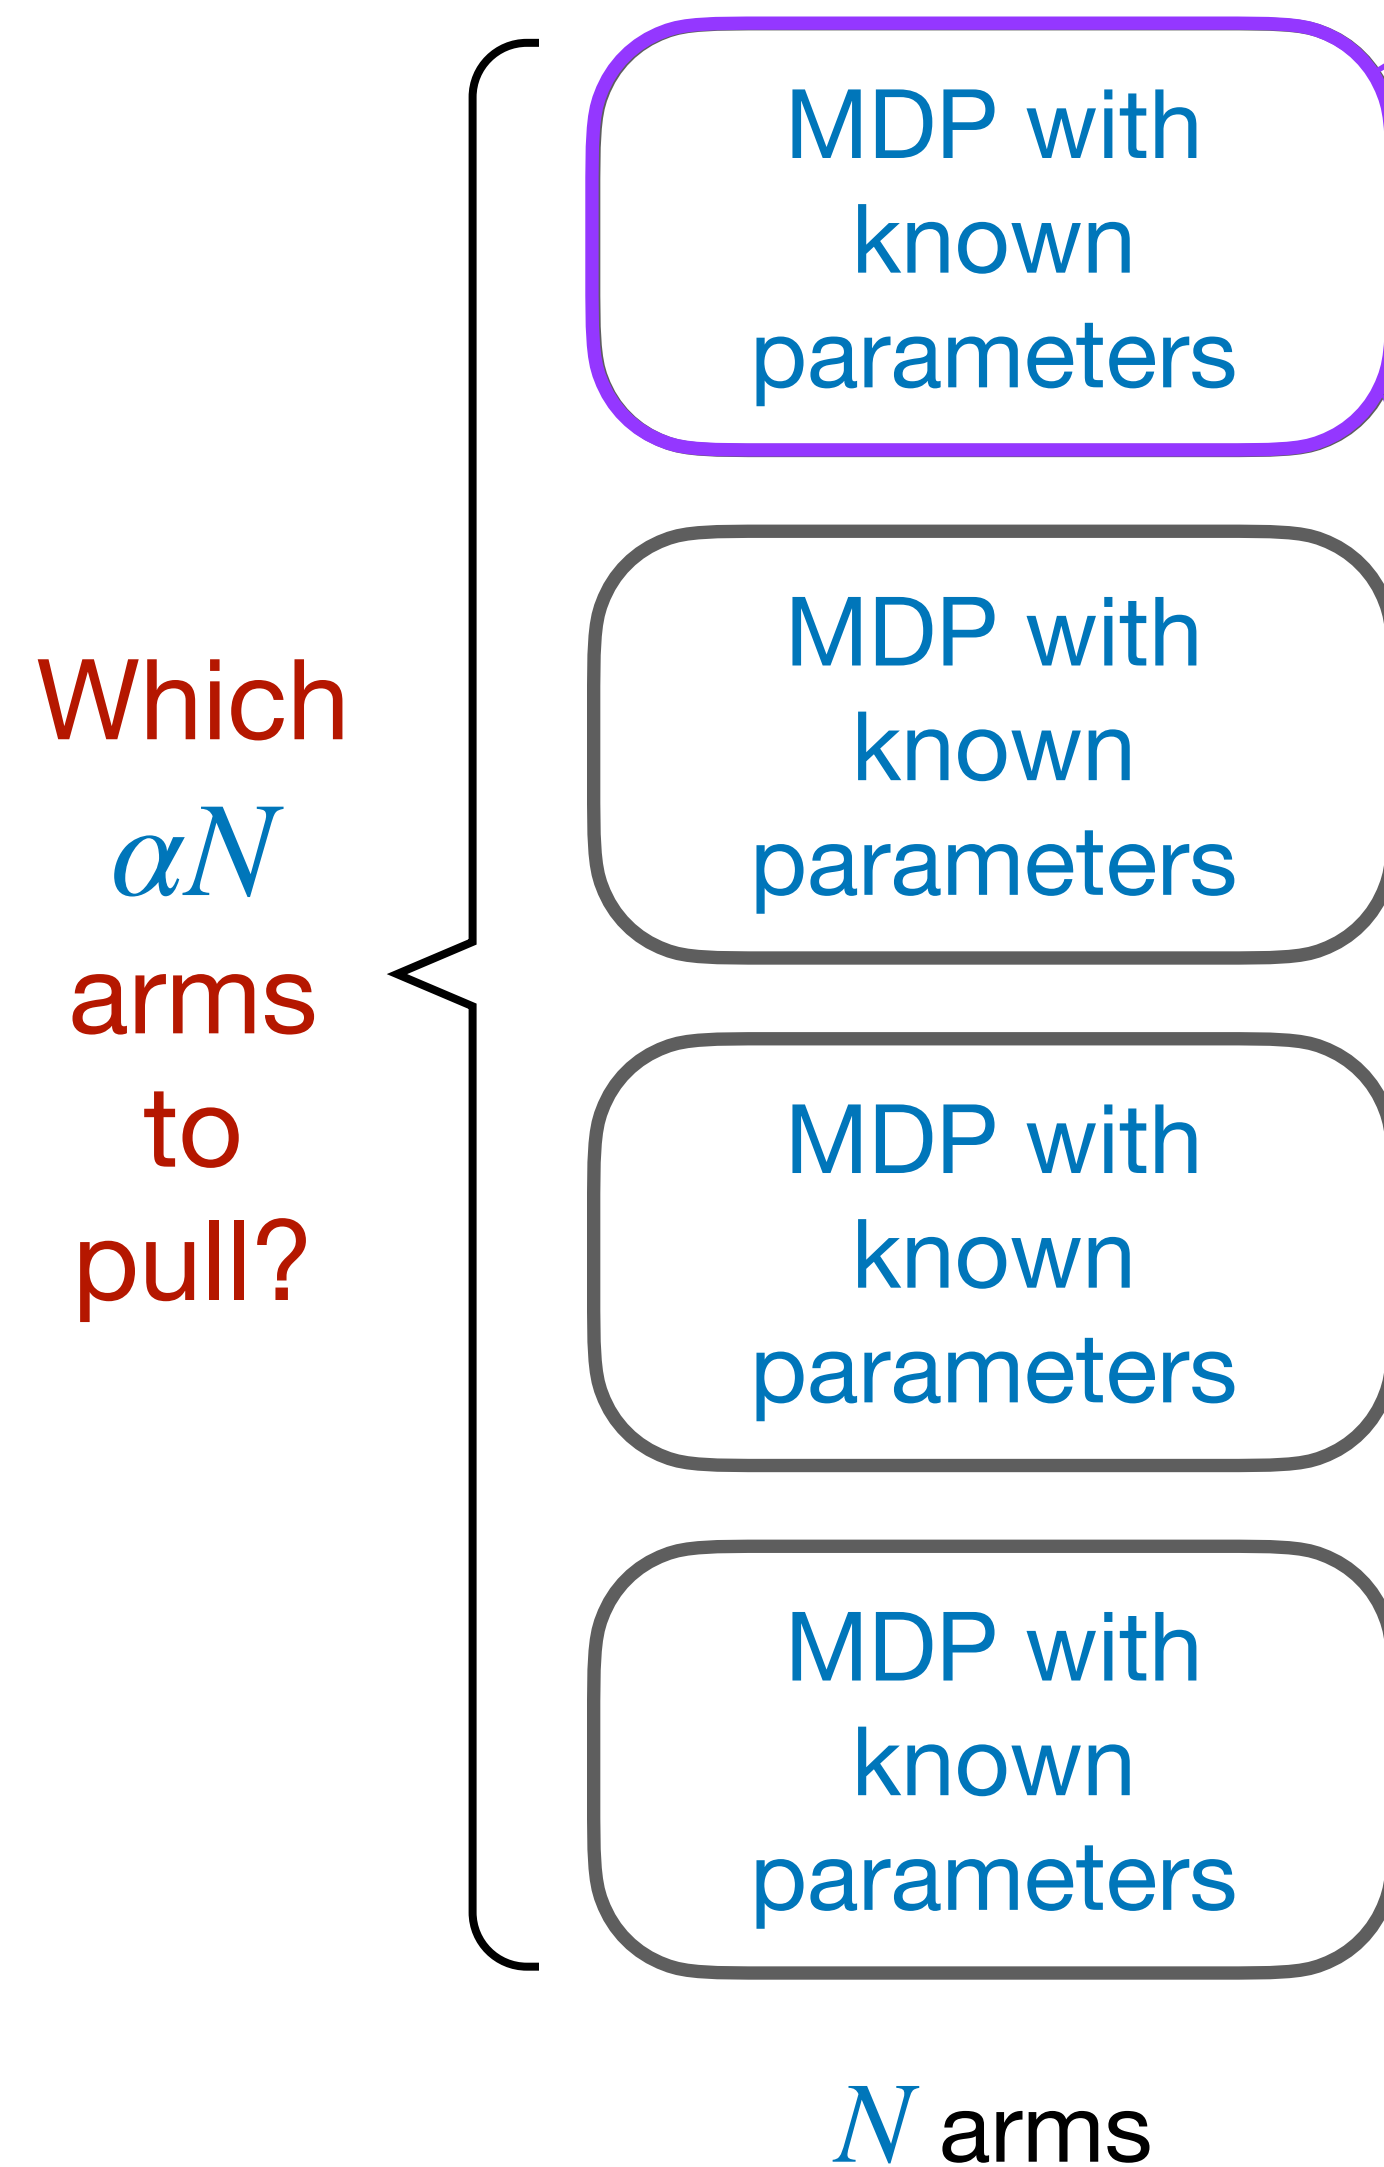 Which
αN
arms
to
pull?
MDP with
known
parameters
MDP with
known
parameters
MDP with
known
parameters
MDP with
known
parameters
N arms